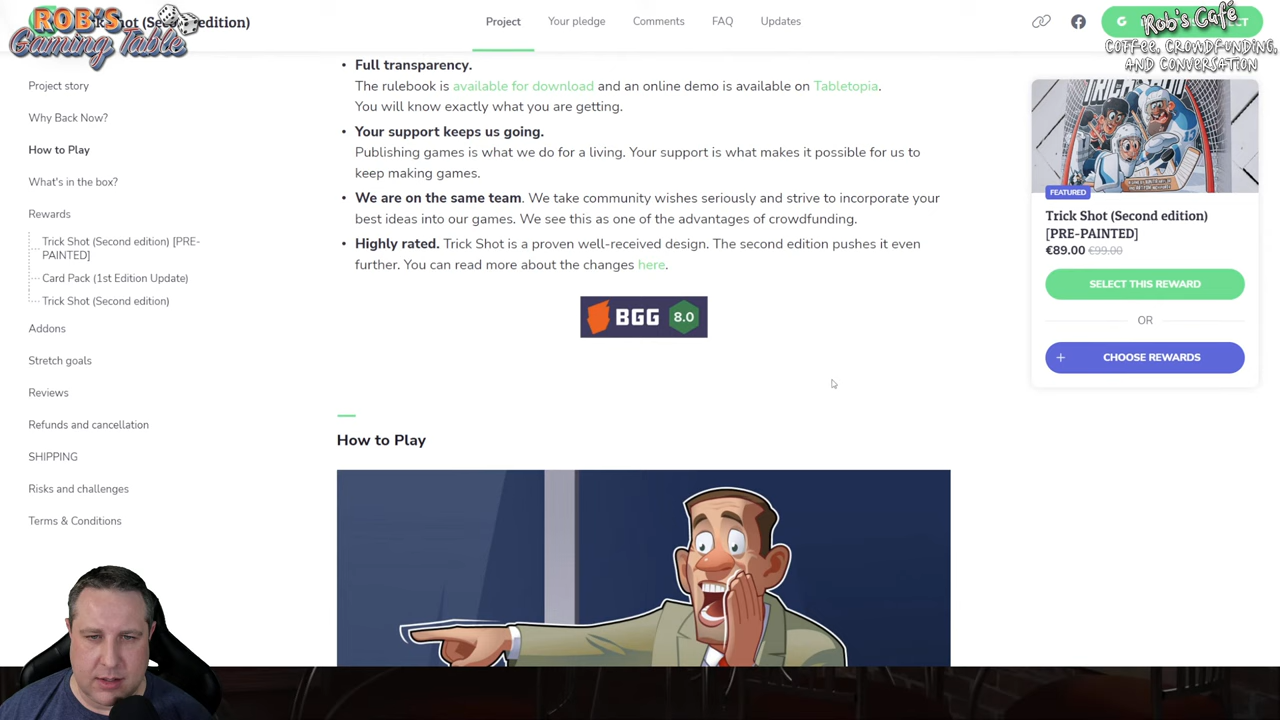 ROB'S
GAMING TABLE
ck Shot (Second edition)
Project
Your pledge
Comments
FAQ
Updates
G
CT
Rob's Café
COFFEE, CROWDFUNDING,
AND CONVERSATION
Project story
Why Back Now?
How to Play
What's in the box?
Rewards
Trick Shot (Second edition) [PRE-
PAINTED]
Card Pack (1st Edition Update)
Trick Shot (Second edition)
Addons
Stretch goals
Reviews
Refunds and cancellation
SHIPPING
Risks and challenges
Terms & Conditions
• Full transparency.
The rulebook is available for download and an online demo is available on Tabletopia.
You will know exactly what you are getting.
• Your support keeps us going.
Publishing games is what we do for a living. Your support is what makes it possible for us to
keep making games.
• We are on the same team. We take community wishes seriously and strive to incorporate your
best ideas into our games. We see this as one of the advantages of crowdfunding.
• Highly rated. Trick Shot is a proven well-received design. The second edition pushes it even
further. You can read more about the changes here.
BGG 8.0
How to Play
TRICK SHOT
FEATURED
Trick Shot (Second edition)
[PRE-PAINTED]
€89.00 €99.00
SELECT THIS REWARD
OR
+ CHOOSE REWARDS